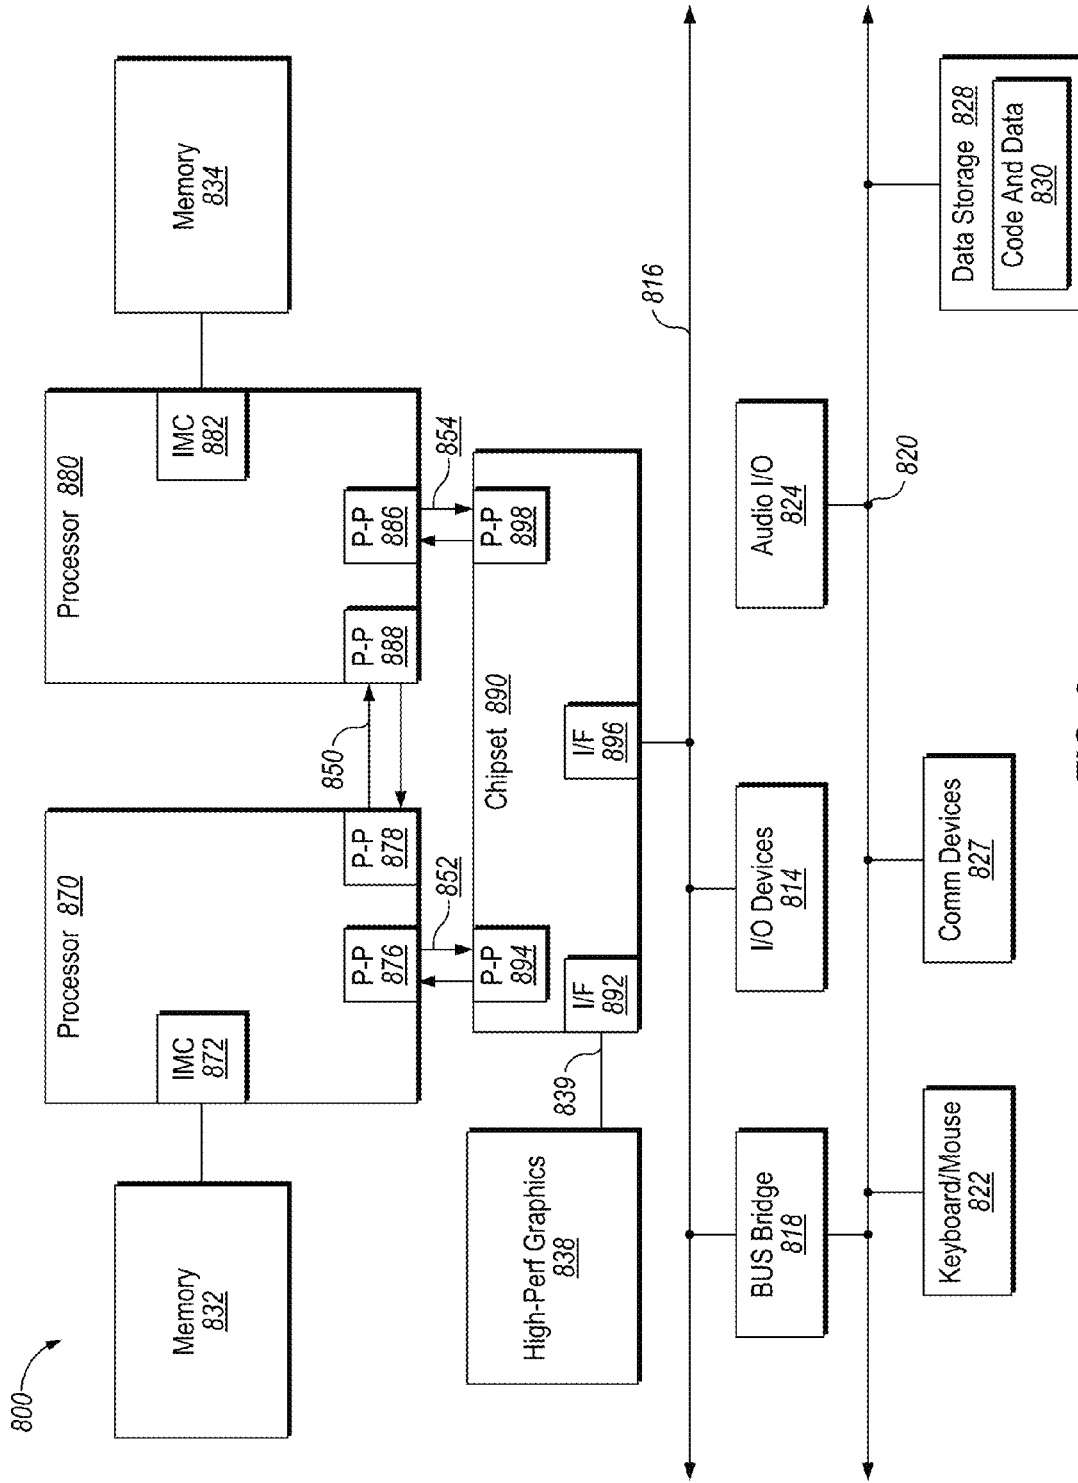 800
Memory
832
Processor 870
IMC
872
P-P
876
P-P
878
850
Processor 880
P-P
888
P-P
886
IMC
882
Memory
834
852
854
High-Perf Graphics
838
839
Chipset 890
P-P
894
P-P
898
I/F
892
I/F
896
816
BUS Bridge
818
I/O Devices
814
Audio I/O
824
820
Keyboard/Mouse
822
Comm Devices
827
Data Storage 828
Code And Data
830